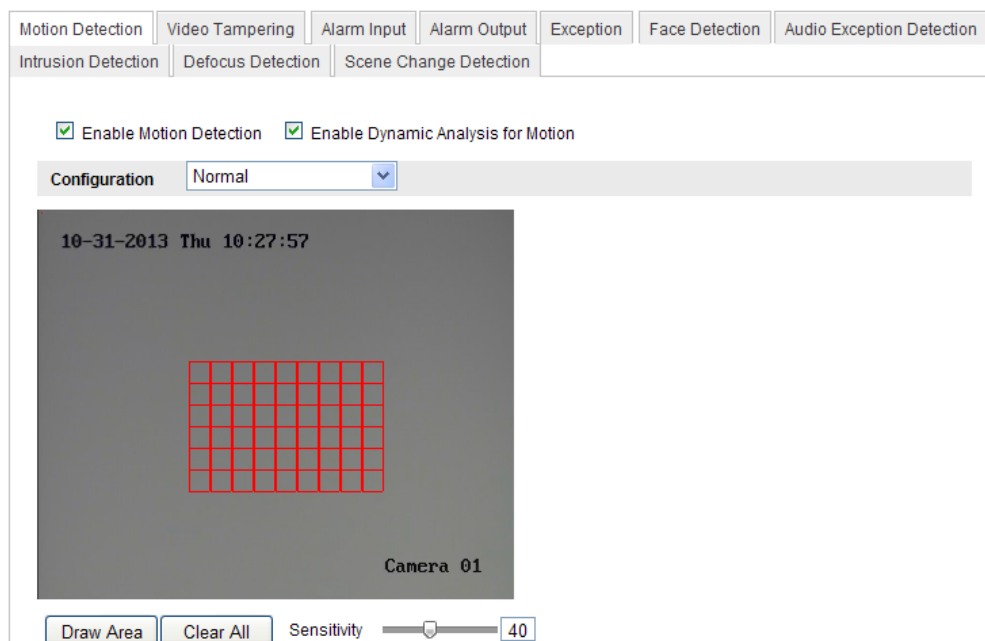 Motion Detection Video Tampering Alarm Input Alarm Output Exception Face Detection Audio Exception Detection
Intrusion Detection Defocus Detection Scene Change Detection
Enable Motion Detection Enable Dynamic Analysis for Motion
Configuration Normal
10-31-2013 Thu 10:27:57
Camera 01
Draw Area Clear All Sensitivity 40